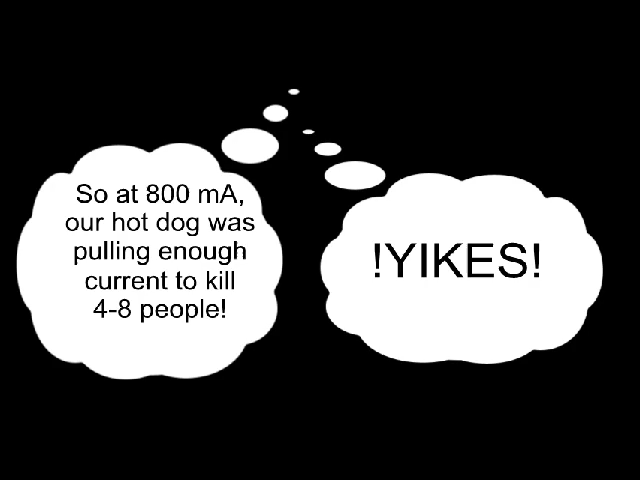 So at 800 mA,
our hot dog was
pulling enough
current to kill
4-8 people!
!YIKES!